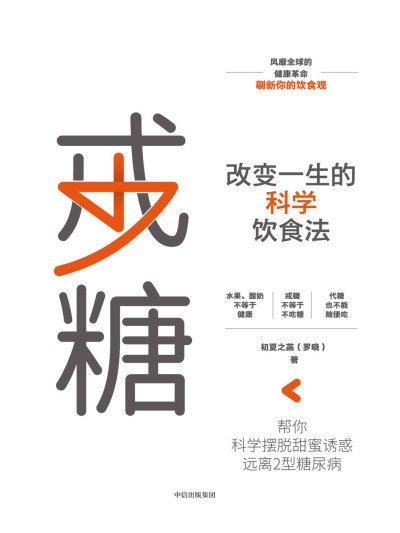 风靡全球的
健康革命
刷新你的饮食观
戒
糖
改变一生的
科学
饮食法
水果、酸奶
不等于
健康
戒糖
不等于
不吃糖
代糖
也不能
随便吃
初夏之菡（罗晓）
著
帮你
科学摆脱甜蜜诱惑
远离2型糖尿病
中信出版集团